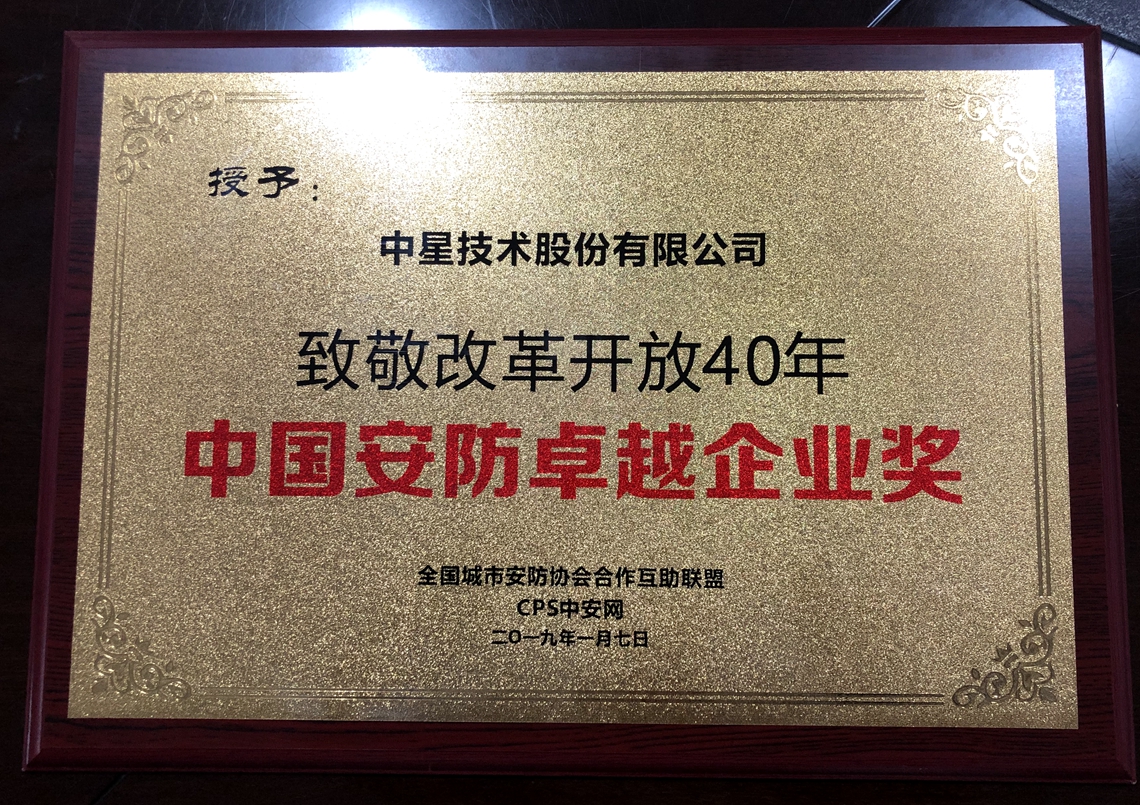 授予：
中星技术股份有限公司
致敬改革开放40年
中国安防卓越企业奖
全国城市安防协会合作互助联盟
CPS中安网
二〇一九年一月七日